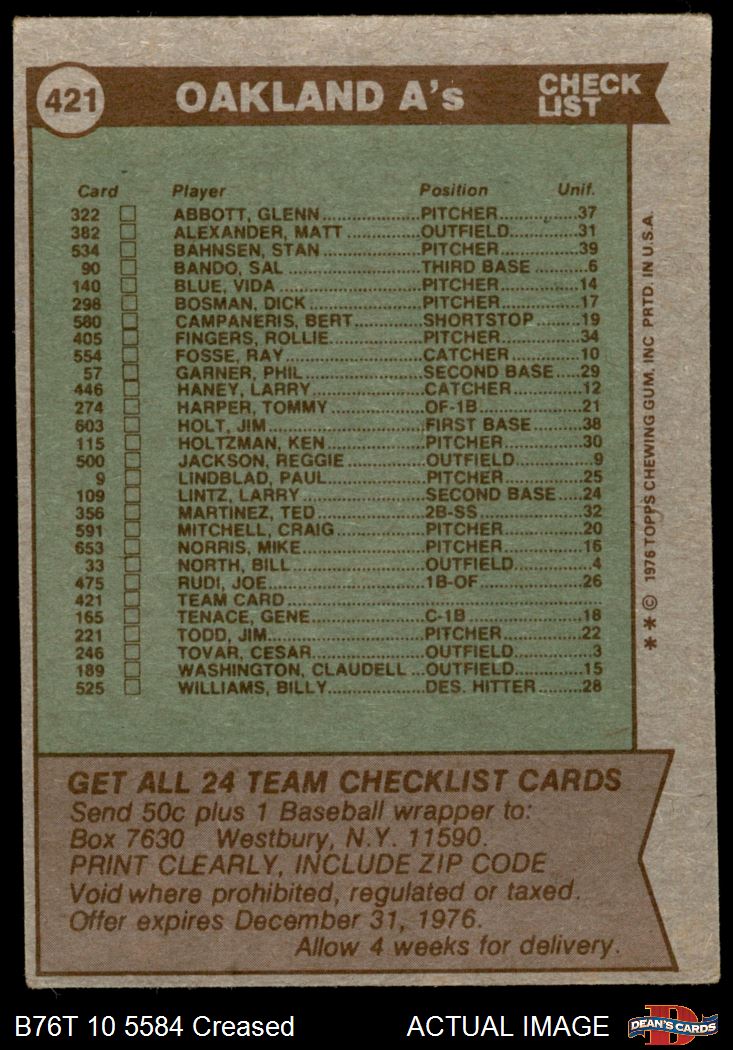 421 OAKLAND A's CHECK LIST
Card Player Position Unif.
322 ABBOTT, GLENN....................PITCHER...............37
382 ALEXANDER, MATT................OUTFIELD............31
534 BAHNSEN, STAN....................PITCHER...............39
90 BANDO, SAL...........................THIRD BASE..........6
140 BLUE, VIDA..............................PITCHER...............14
298 BOSMAN, DICK......................PITCHER...............17
580 CAMPANERIS, BERT..............SHORTSTOP........19
405 FINGERS, ROLLIE...................PITCHER...............34
554 FOSSE, RAY............................CATCHER.............10
57 GARNER, PHIL........................SECOND BASE....29
446 HANEY, LARRY.......................CATCHER.............12
274 HARPER, TOMMY...................OF-1B....................21
603 HOLT, JIM................................FIRST BASE..........38
115 HOLTZMAN, KEN....................PITCHER...............30
500 JACKSON, REGGIE.................OUTFIELD..............9
9 LINDBLAD, PAUL.....................PITCHER...............25
109 LINTZ, LARRY.........................SECOND BASE....24
356 MARTINEZ, TED......................2B-SS...................32
591 MITCHELL, CRAIG..................PITCHER...............20
653 NORRIS, MIKE.........................PITCHER...............16
33 NORTH, BILL............................OUTFIELD..............4
475 RUDI, JOE................................1B-OF....................26
421 TEAM CARD.............................................................
165 TENACE, GENE.......................C-1B......................18
221 TODD, JIM...............................PITCHER...............22
246 TOVAR, CESAR.......................OUTFIELD..............3
189 WASHINGTON, CLAUDELL...OUTFIELD............15
525 WILLIAMS, BILLY.....................DES. HITTER........28
* * © 1976 TOPPS CHEWING GUM, INC PRTD. IN U.S.A.
GET ALL 24 TEAM CHECKLIST CARDS
Send 50c plus 1 Baseball wrapper to:
Box 7630 Westbury, N.Y. 11590.
PRINT CLEARLY, INCLUDE ZIP CODE
Void where prohibited, regulated or taxed.
Offer expires December 31, 1976.
Allow 4 weeks for delivery.
B76T 10 5584 Creased ACTUAL IMAGE DEAN'S CARDS